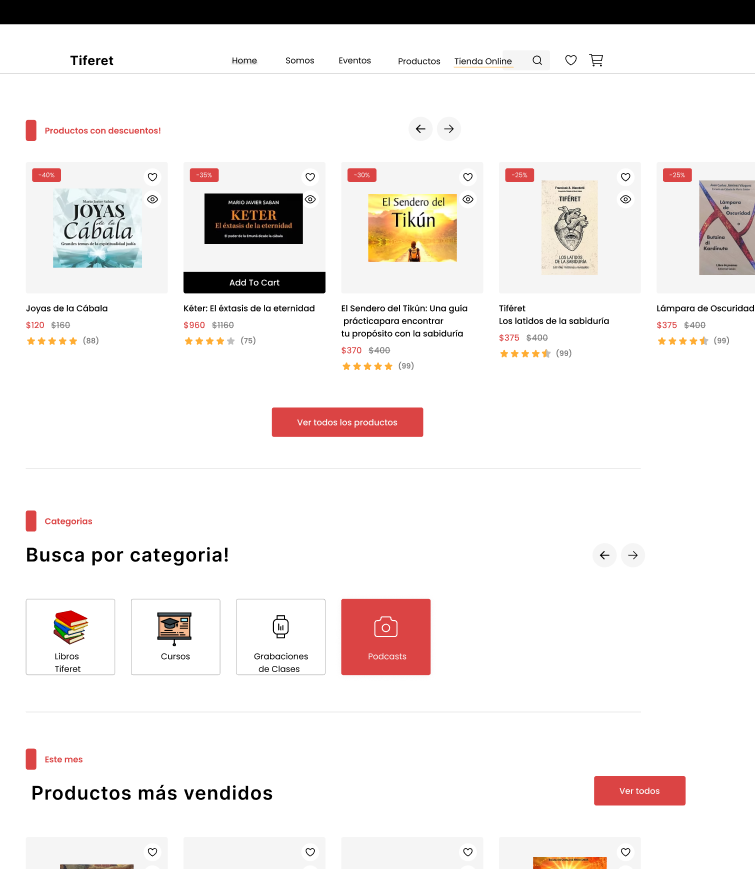 Tiferet
Home
Somos
Eventos
Productos
Tienda Online
Productos con descuentos!
-40%
-35%
-30%
-25%
-25%
JOYAS
de la
Cábala
Grandes temas de la espiritualidad judía
MARIO JAVIER SABAN
KETER
El éxtasis de la eternidad
El Sendero del
Tikún
TIFÉRET
LOS LATIDOS
DE LA SABIDURÍA
Lámpara
de
Oscuridad
Butzina
di
Kardinuta
Add To Cart
Joyas de la Cábala
$120 $160
(88)
Kéter: El éxtasis de la eternidad
$960 $1160
(75)
El Sendero del Tikún: Una guia
prácticapara encontrar
tu propósito con la sabiduría
$370 $400
(99)
Tiféret
Los latidos de la sabiduría
$375 $400
(99)
Lámpara de Oscuridad
$375 $400
(99)
Ver todos los productos
Categorias
Busca por categoria!
Libros
Tiferet
Cursos
Grabaciones
de Clases
Podcasts
Este mes
Productos más vendidos
Ver todos